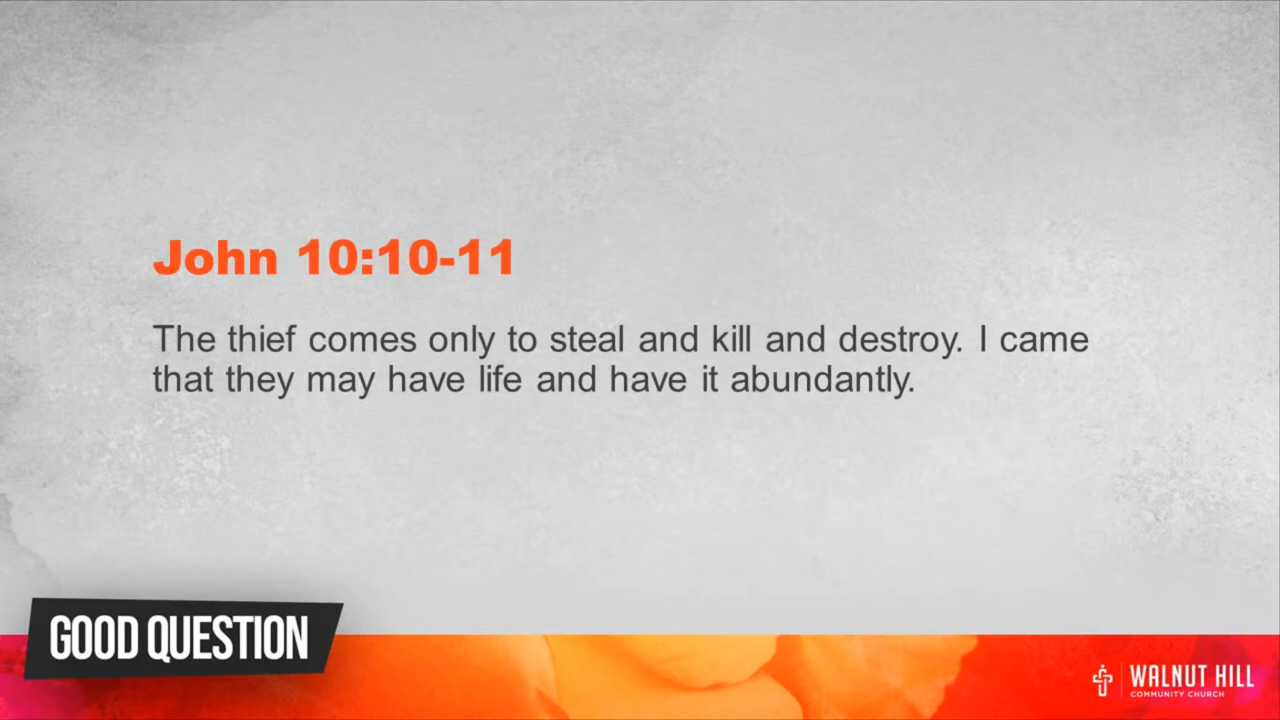 John 10:10-11
The thief comes only to steal and kill and destroy. I came
that they may have life and have it abundantly.
GOOD QUESTION
WALNUT HILL
COMMUNITY CHURCH